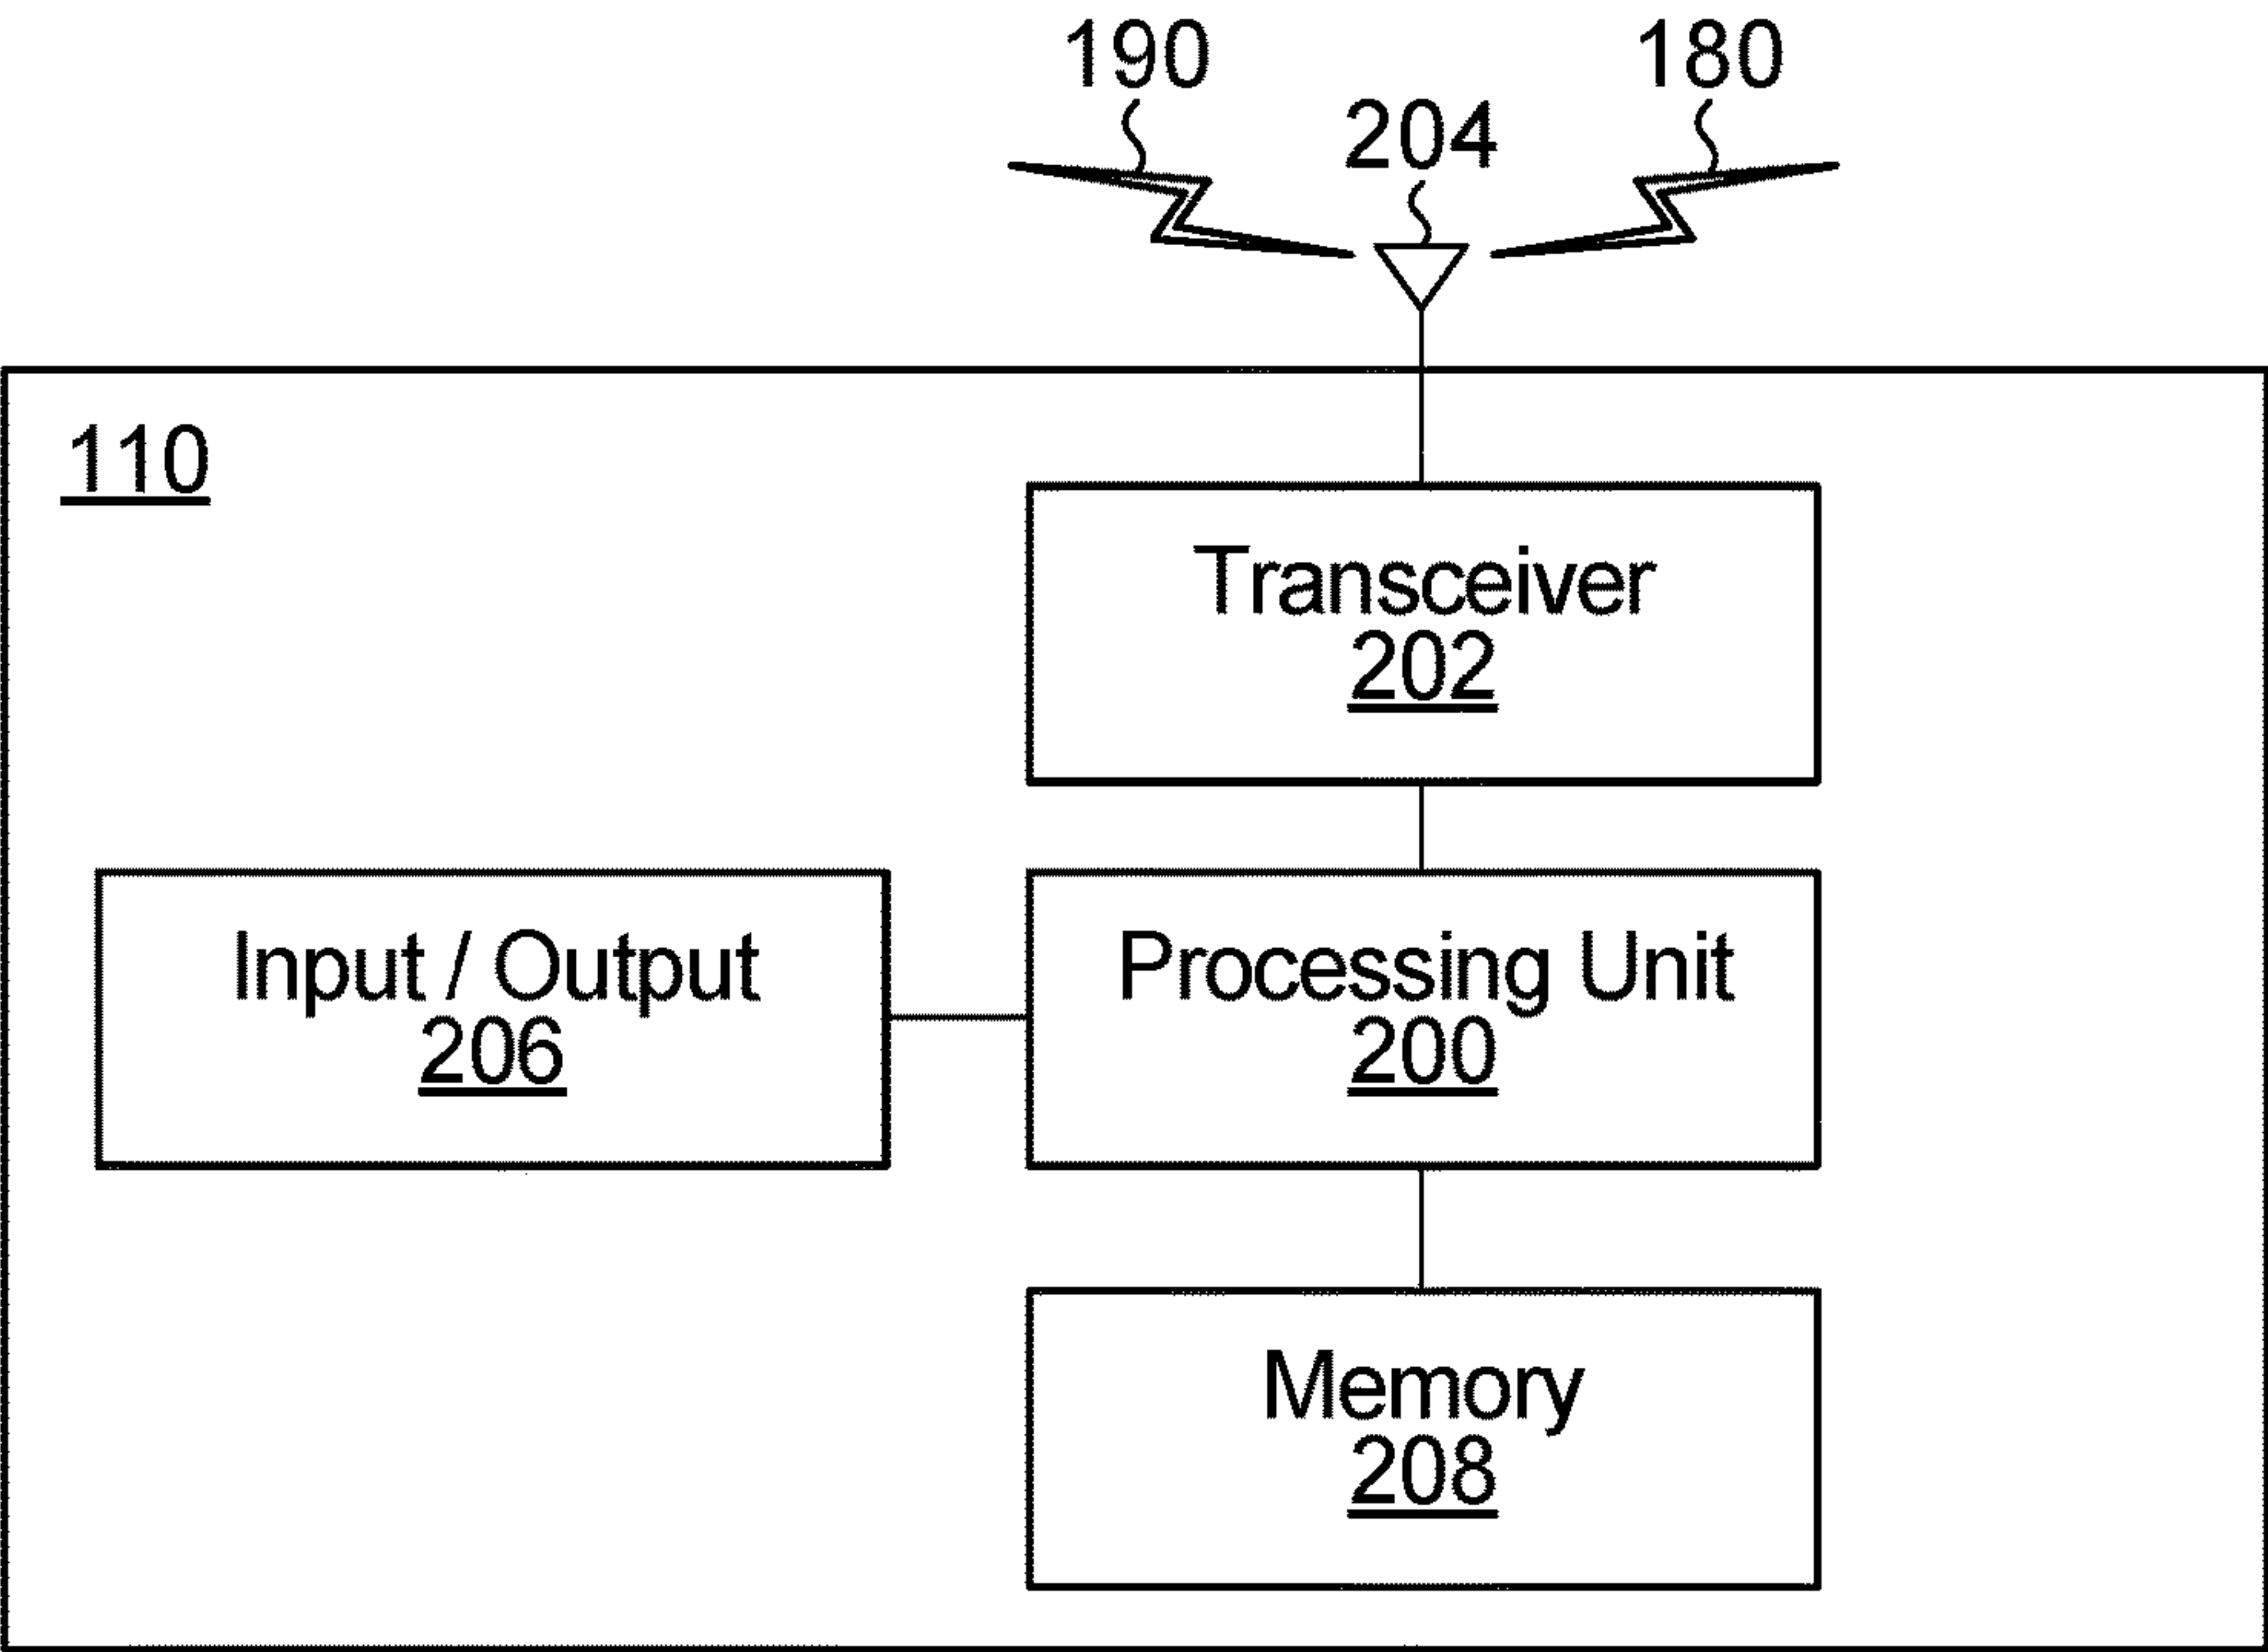 190
180
204
110
Transceiver
202
Input / Output
206
Processing Unit
200
Memory
208